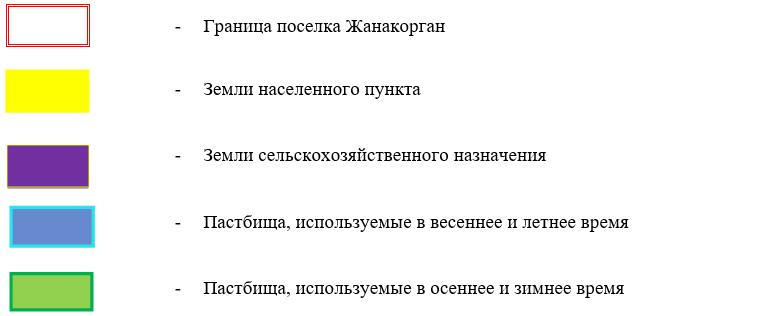 - Граница поселка Жанакорган
- Земли населенного пункта
- Земли сельскохозяйственного назначения
- Пастбища, используемые в весеннее и летнее время
- Пастбища, используемые в осеннее и зимнее время